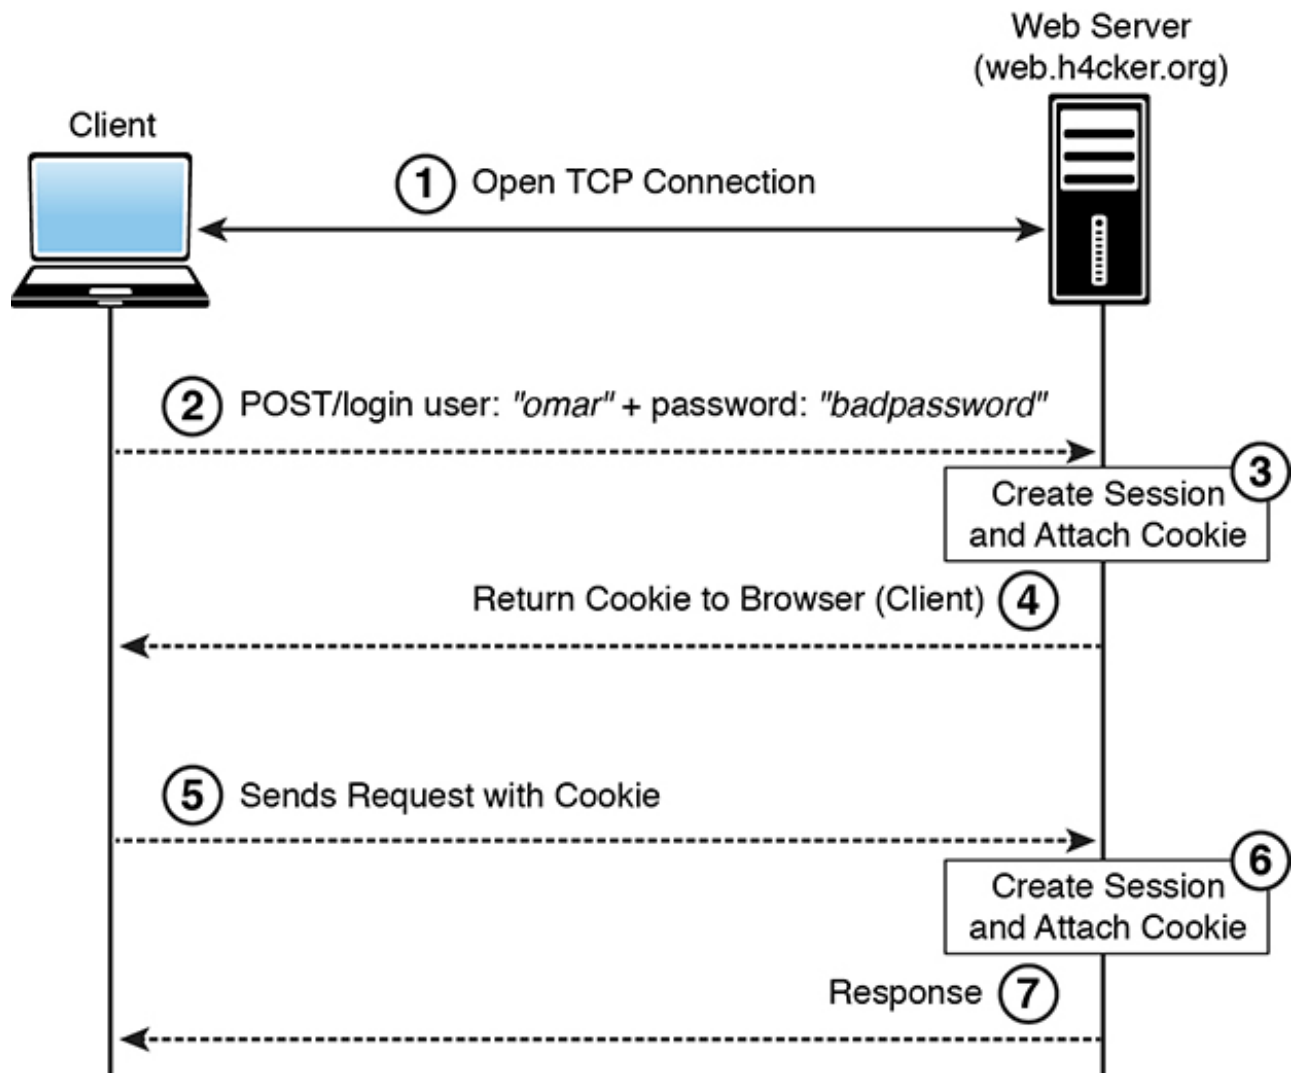 Web Server
(web.h4cker.org)
Client
1 Open TCP Connection
2 POST/login user: "omar" + password: "badpassword"
3
Create Session
and Attach Cookie
Return Cookie to Browser (Client) 4
5 Sends Request with Cookie
6
Create Session
and Attach Cookie
Response 7